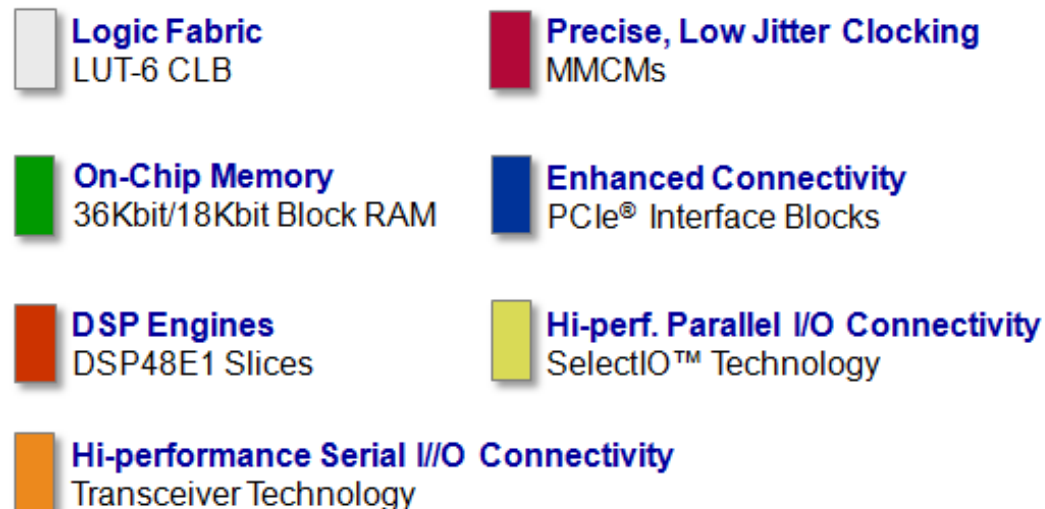 Logic Fabric
LUT-6 CLB
Precise, Low Jitter Clocking
MMCMs
On-Chip Memory
36Kbit/18Kbit Block RAM
Enhanced Connectivity
PCIe® Interface Blocks
DSP Engines
DSP48E1 Slices
Hi-perf. Parallel I/O Connectivity
SelectIO™ Technology
Hi-performance Serial I//O Connectivity
Transceiver Technology